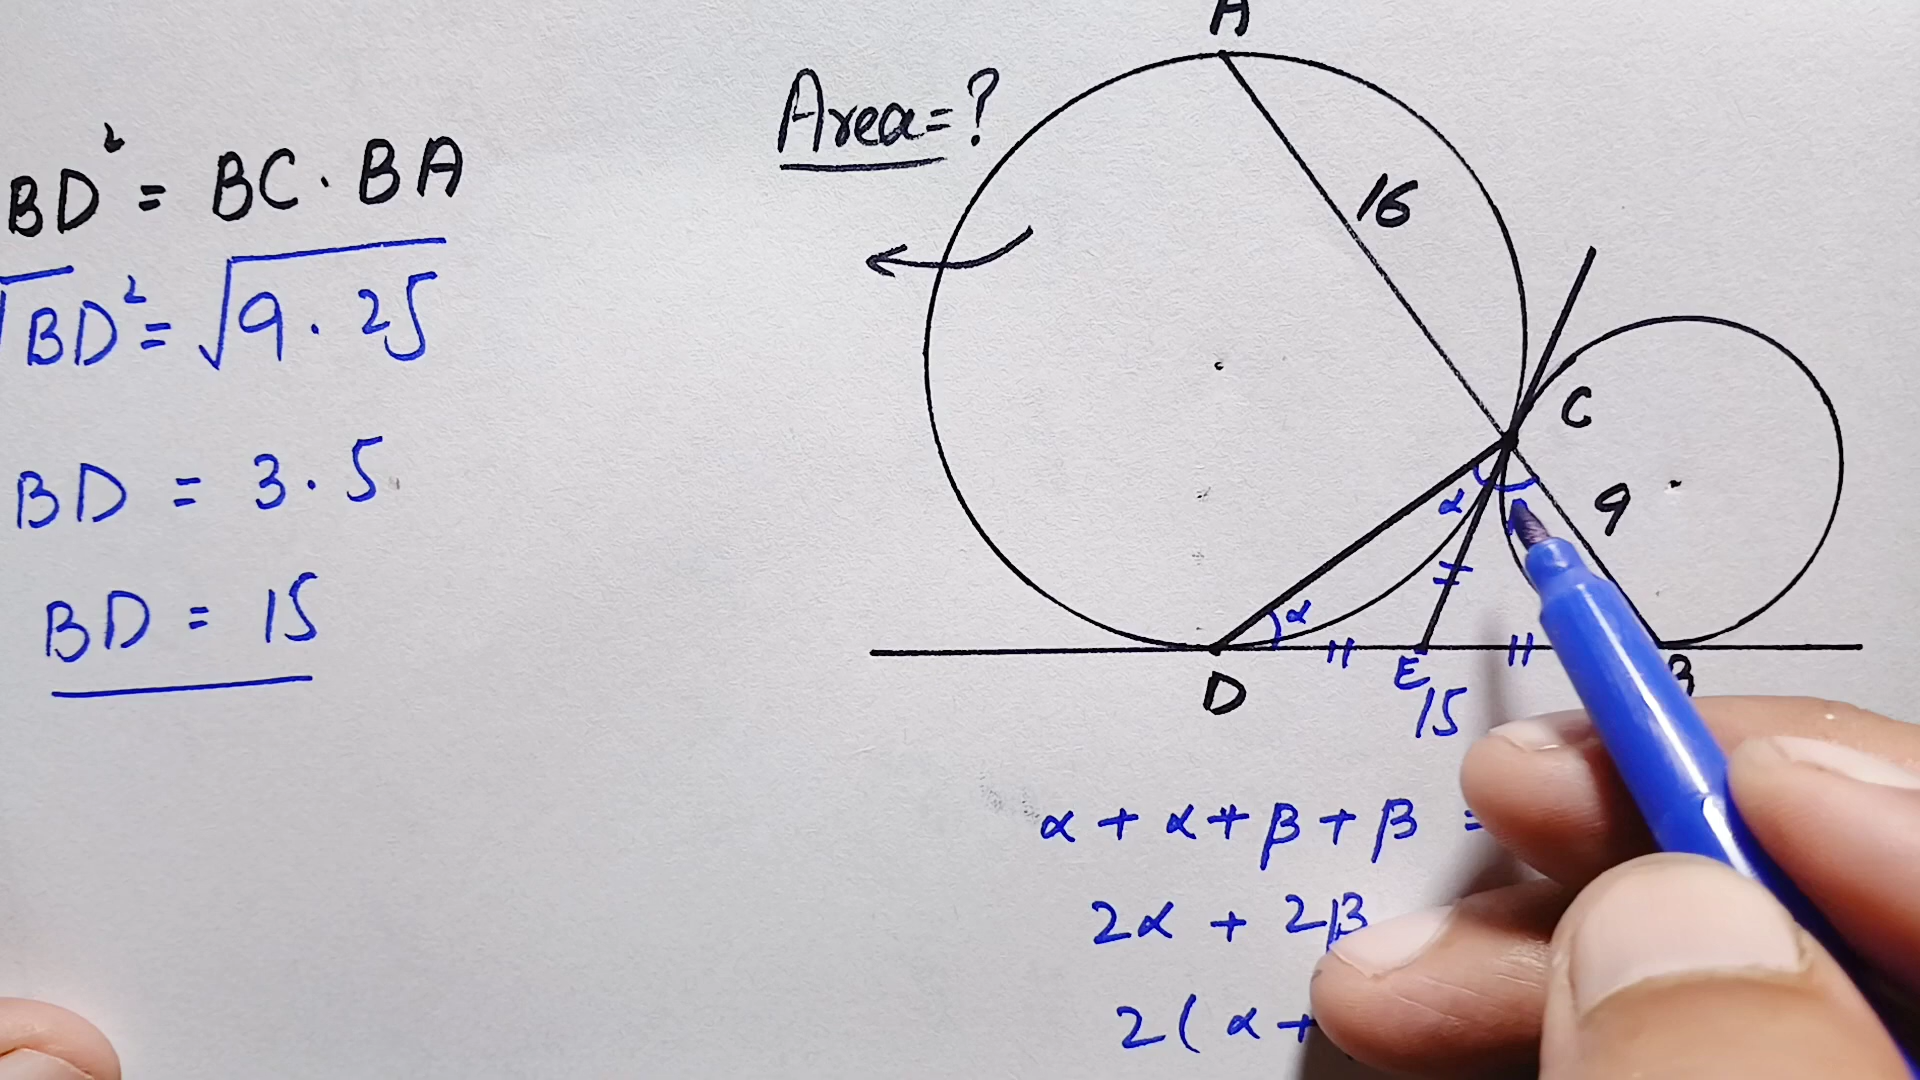 BD² = BC · BA
√BD² = √9 · 25
BD = 3 · 5
BD = 15
Area = ?
A
16
C
9
α
α
D
E
B
15
α + α + β + β =
2α + 2β
2 ( α +